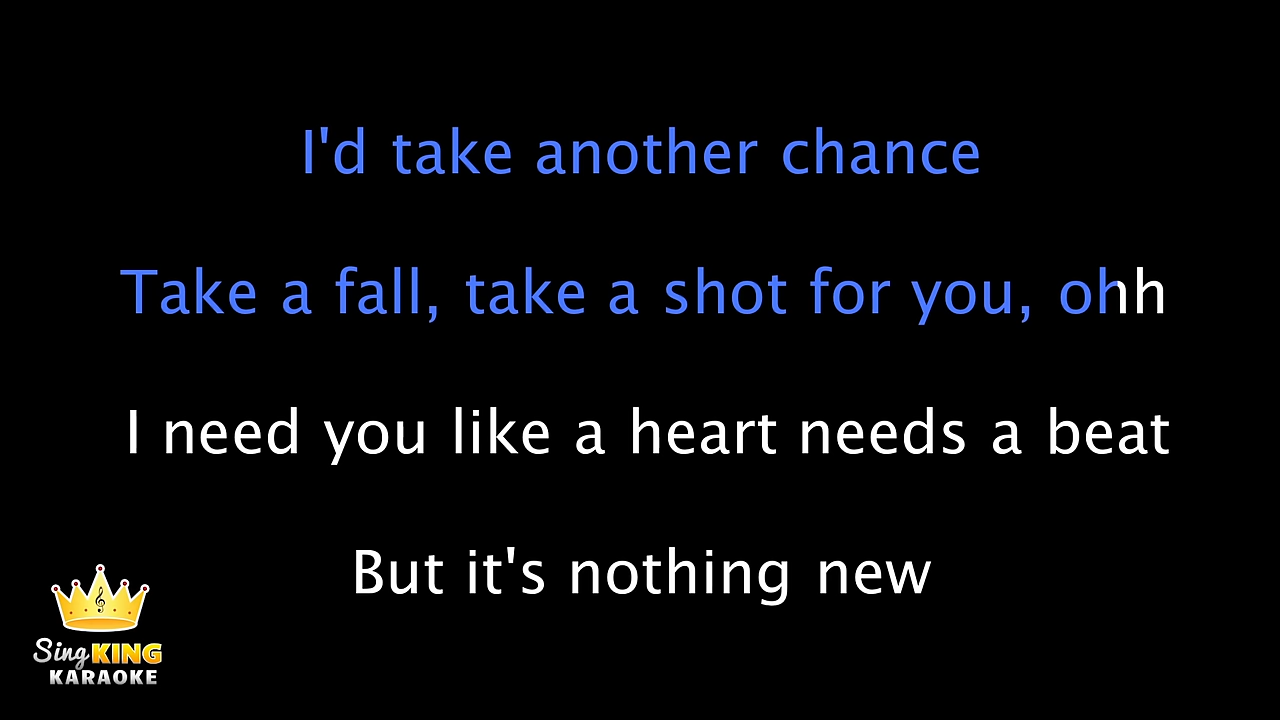 I'd take another chance
Take a fall, take a shot for you, ohh
I need you like a heart needs a beat
But it's nothing new
Sing KING
KARAOKE